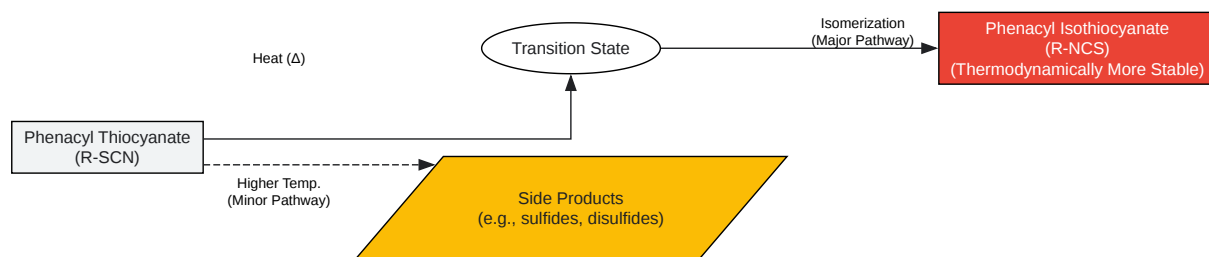 Heat (Δ)
Transition State
Isomerization
(Major Pathway)
Phenacyl Isothiocyanate
(R-NCS)
(Thermodynamically More Stable)
Phenacyl Thiocyanate
(R-SCN)
Higher Temp.
(Minor Pathway)
Side Products
(e.g., sulfides, disulfides)